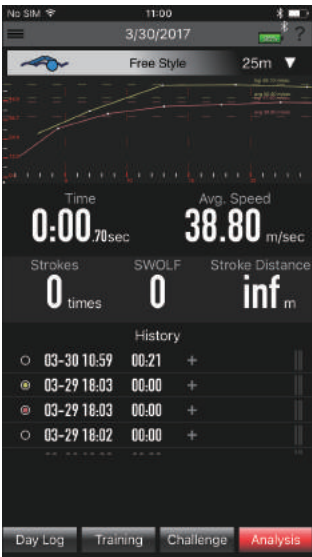 No SIM 11:00
3/30/2017 ?
Free Style 25m ▼
Time Avg. Speed
0:00.70sec 38.80 m/sec
Strokes SWOLF Stroke Distance
0 times 0 inf m
History
03-30 10:59 00:21 +
03-29 18:03 00:00 +
03-29 18:03 00:00 +
03-29 18:02 00:00 +
Day Log Training Challenge Analysis